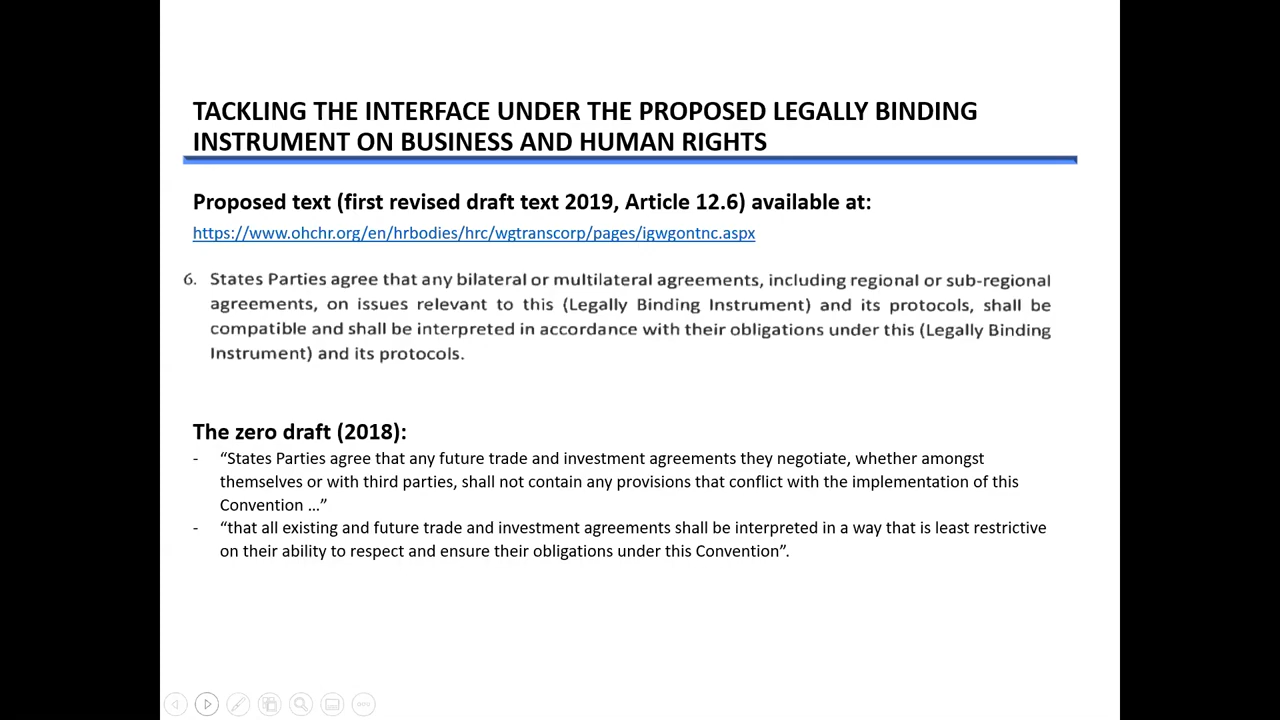 TACKLING THE INTERFACE UNDER THE PROPOSED LEGALLY BINDING
INSTRUMENT ON BUSINESS AND HUMAN RIGHTS
Proposed text (first revised draft text 2019, Article 12.6) available at:
https://www.ohchr.org/en/hrbodies/hrc/wgtranscorp/pages/igwgontnc.aspx
6. States Parties agree that any bilateral or multilateral agreements, including regional or sub-regional
agreements, on issues relevant to this (Legally Binding Instrument) and its protocols, shall be
compatible and shall be interpreted in accordance with their obligations under this (Legally Binding
Instrument) and its protocols.
The zero draft (2018):
- “States Parties agree that any future trade and investment agreements they negotiate, whether amongst
themselves or with third parties, shall not contain any provisions that conflict with the implementation of this
Convention …”
- “that all existing and future trade and investment agreements shall be interpreted in a way that is least restrictive
on their ability to respect and ensure their obligations under this Convention”.